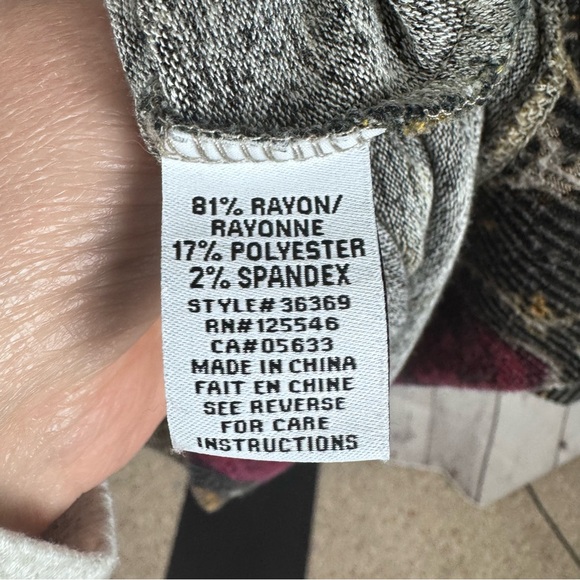 81% RAYON/
RAYONNE
17% POLYESTER
2% SPANDEX
STYLE# 36369
RN#125546
CA#05633
MADE IN CHINA
FAIT EN CHINE
SEE REVERSE
FOR CARE
INSTRUCTIONS